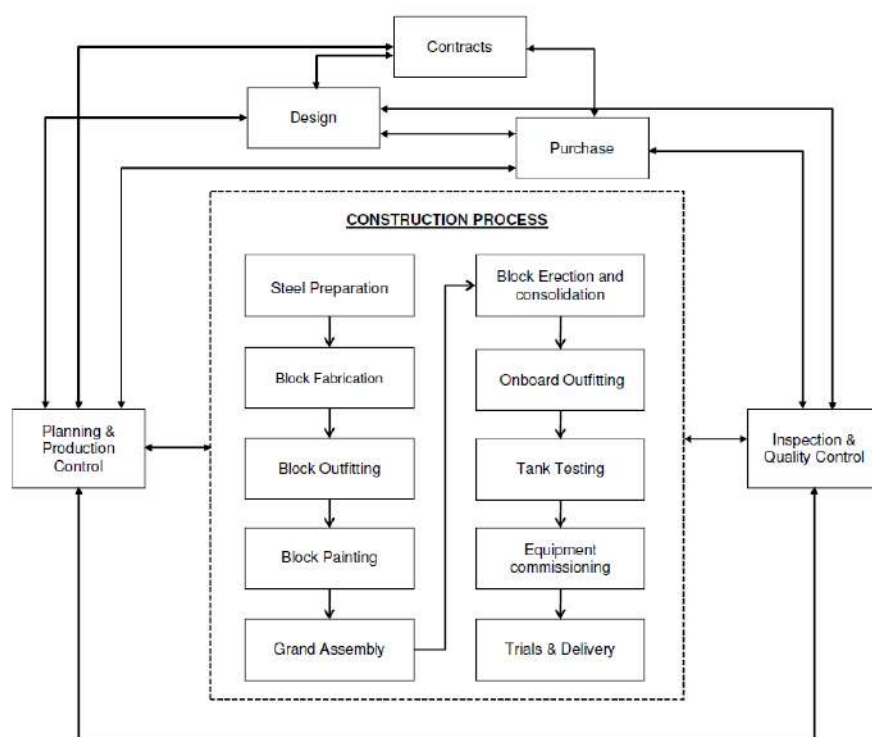 Contracts
Design
Purchase
CONSTRUCTION PROCESS
Steel Preparation
Block Fabrication
Block Outfitting
Block Painting
Grand Assembly
Block Erection and
consolidation
Onboard Outfitting
Tank Testing
Equipment
commissioning
Trials & Delivery
Planning &
Production
Control
Inspection &
Quality Control